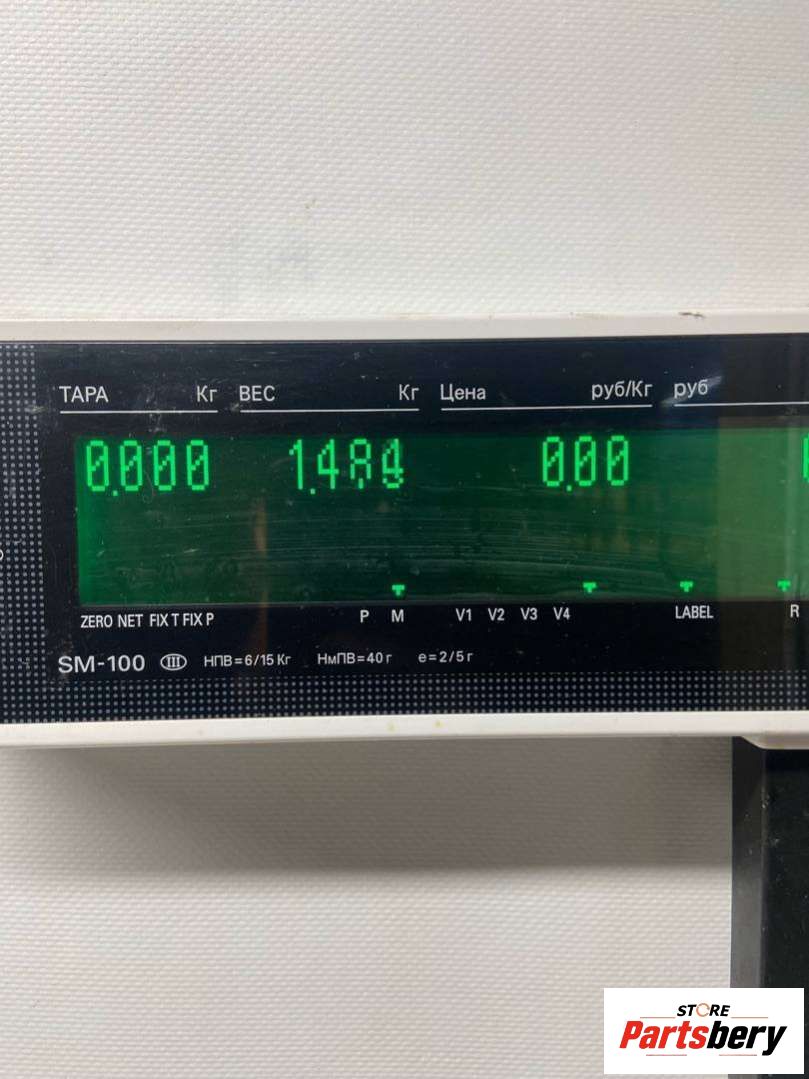 ТАРА Кг ВЕС Кг Цена руб/Кг руб
0.000 0.00
ZERO NET FIX T FIX P P M V1 V2 V3 V4 LABEL R
SM-100 III НПВ=6/15 Кг НмПВ=40 г e=2/5 г
STORE
Partsbery